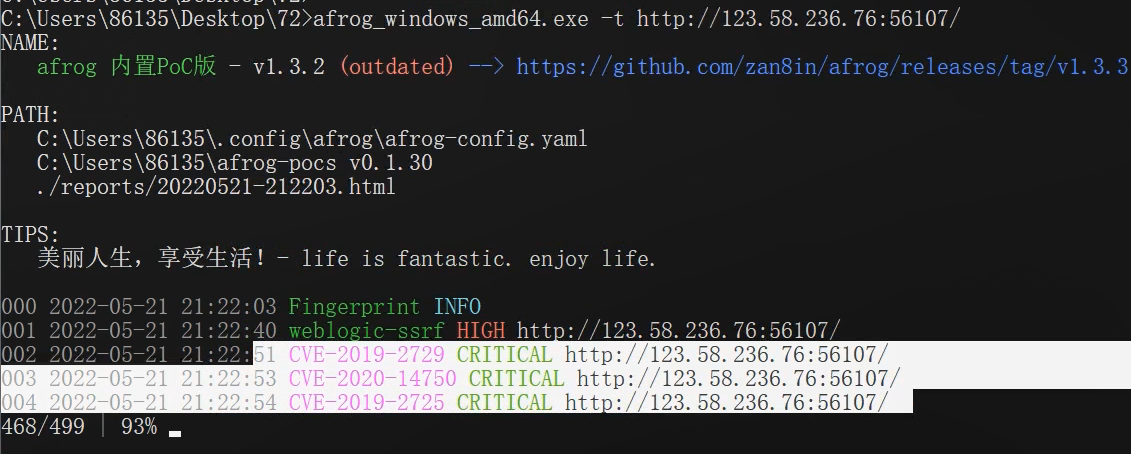 C:\Users\86135\Desktop\72>afrog_windows_amd64.exe -t http://123.58.236.76:56107/
NAME:
afrog 内置PoC版 - v1.3.2 (outdated) --> https://github.com/zan8in/afrog/releases/tag/v1.3.3
PATH:
C:\Users\86135\.config\afrog\afrog-config.yaml
C:\Users\86135\afrog-pocs v0.1.30
./reports/20220521-212203.html
TIPS:
美丽人生，享受生活！- life is fantastic. enjoy life.
000 2022-05-21 21:22:03 Fingerprint INFO
001 2022-05-21 21:22:40 weblogic-ssrf HIGH http://123.58.236.76:56107/
002 2022-05-21 21:22:51 CVE-2019-2729 CRITICAL http://123.58.236.76:56107/
003 2022-05-21 21:22:53 CVE-2020-14750 CRITICAL http://123.58.236.76:56107/
004 2022-05-21 21:22:54 CVE-2019-2725 CRITICAL http://123.58.236.76:56107/
468/499 | 93%